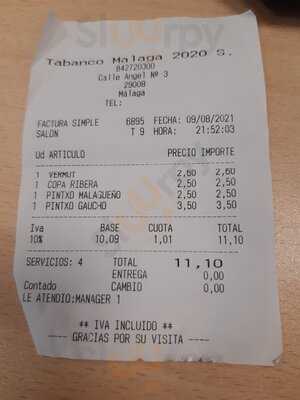 Tabanco Malaga 2020 S.
B42720300
Calle Angel Nº 3
29008
Málaga
TEL:
FACTURA SIMPLE 6895 FECHA: 09/08/2021
SALON T 9 HORA: 21:52:03
Ud ARTICULO PRECIO IMPORTE
1 VERMUT 2,60 2,60
1 COPA RIBERA 2,50 2,50
1 PINTXO MALAGUEÑO 2,50 2,50
1 PINTXO GAUCHO 3,50 3,50
Iva BASE CUOTA TOTAL
10% 10,09 1,01 11,10
SERVICIOS: 4 TOTAL 11,10
ENTREGA 0,00
Contado CAMBIO 0,00
LE ATENDIO:MANAGER 1
** IVA INCLUIDO **
---- GRACIAS POR SU VISITA ----
Sluurpy